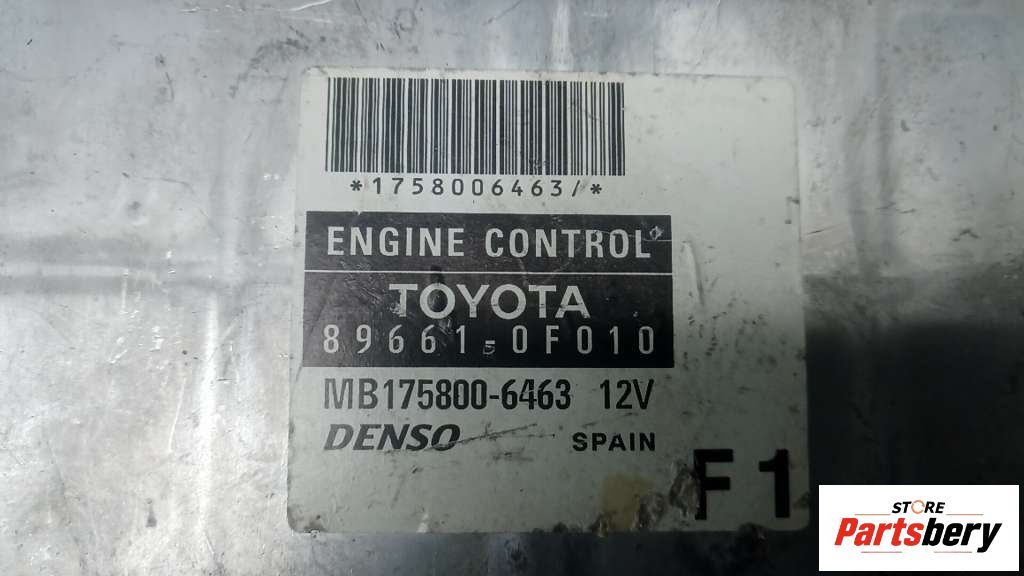 *1758006463/*
ENGINE CONTROL
TOYOTA
89661-0F010
MB175800-6463 12V
DENSO SPAIN
F1
STORE
Partsbery